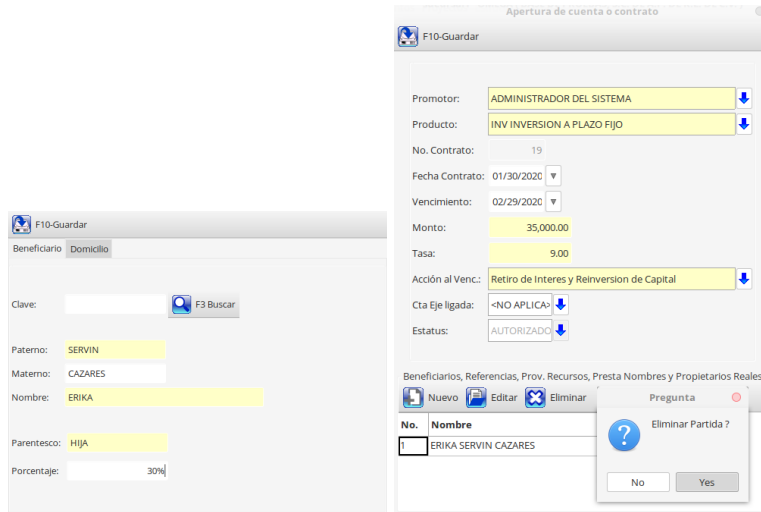 F10-Guardar
Beneficiario Domicilio
Clave: F3 Buscar
Paterno: SERVIN
Materno: CAZARES
Nombre: ERIKA
Parentesco: HIJA
Porcentaje: 30%
Apertura de cuenta o contrato
F10-Guardar
Promotor: ADMINISTRADOR DEL SISTEMA
Producto: INV INVERSION A PLAZO FIJO
No. Contrato: 19
Fecha Contrato: 01/30/2020
Vencimiento: 02/29/2020
Monto: 35,000.00
Tasa: 9.00
Acción al Venc.: Retiro de Interes y Reinversion de Capital
Cta Eje ligada: <NO APLICA>
Estatus: AUTORIZADO
Beneficiarios, Referencias, Prov. Recursos, Presta Nombres y Propietarios Reales
Nuevo Editar Eliminar
No. Nombre
1 ERIKA SERVIN CAZARES
Pregunta
Eliminar Partida ?
No Yes